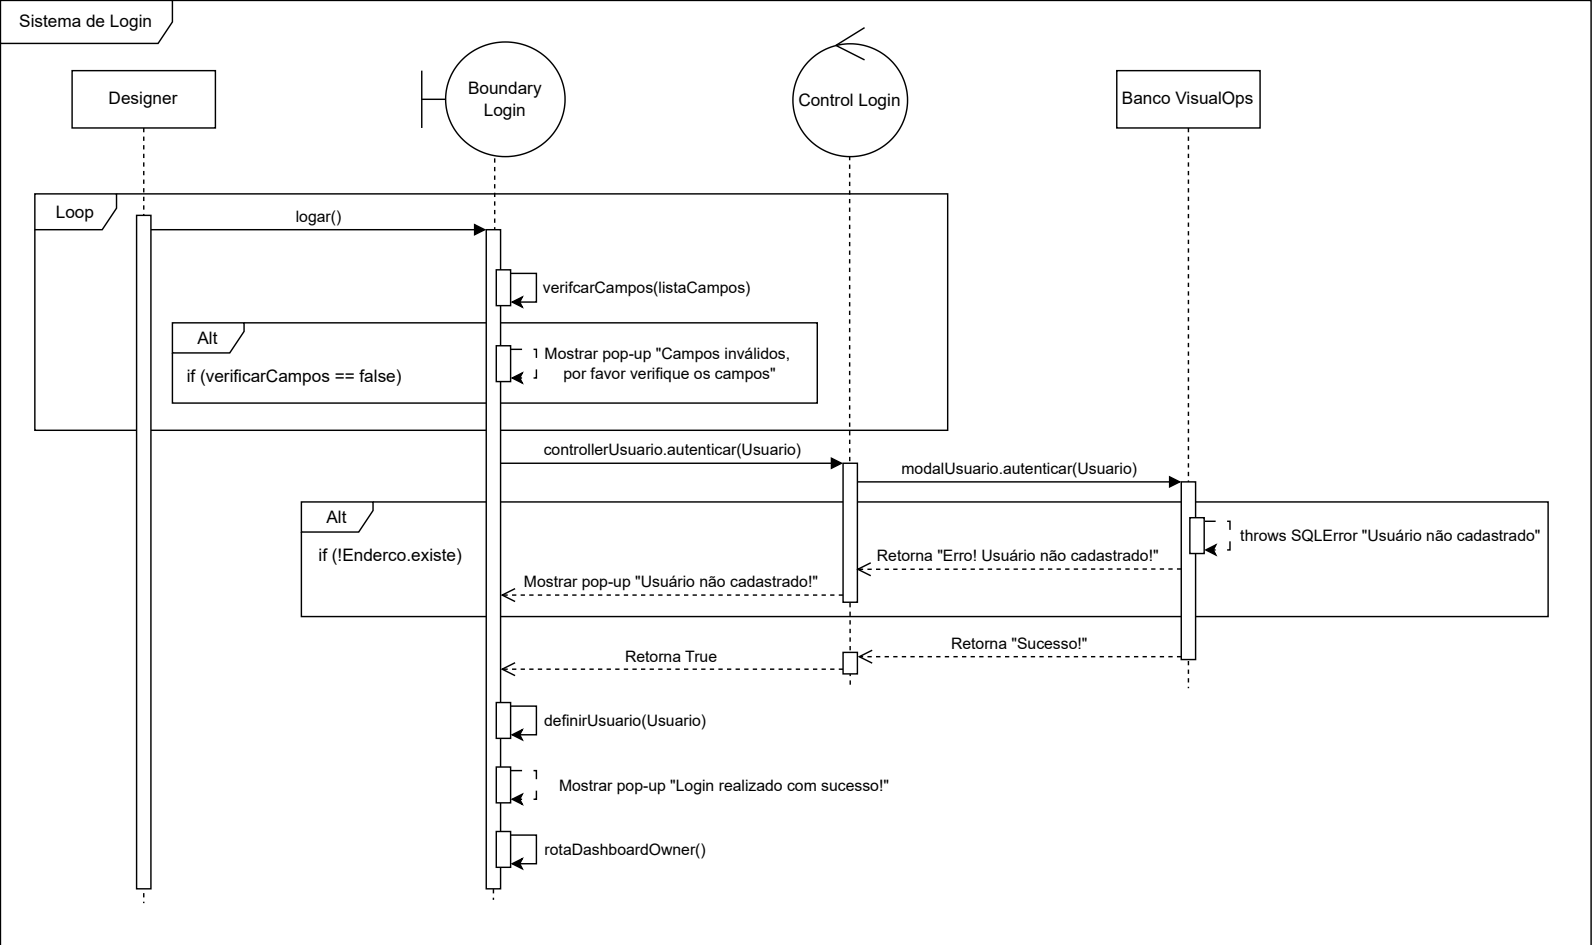 Sistema de Login
Designer
Boundary
Login
Control Login
Banco VisualOps
Loop
logar()
verifcarCampos(listaCampos)
Alt
if (verificarCampos == false)
Mostrar pop-up "Campos inválidos,
por favor verifique os campos"
controllerUsuario.autenticar(Usuario)
modalUsuario.autenticar(Usuario)
Alt
if (!Enderco.existe)
throws SQLError "Usuário não cadastrado"
Retorna "Erro! Usuário não cadastrado!"
Mostrar pop-up "Usuário não cadastrado!"
Retorna "Sucesso!"
Retorna True
definirUsuario(Usuario)
Mostrar pop-up "Login realizado com sucesso!"
rotaDashboardOwner()